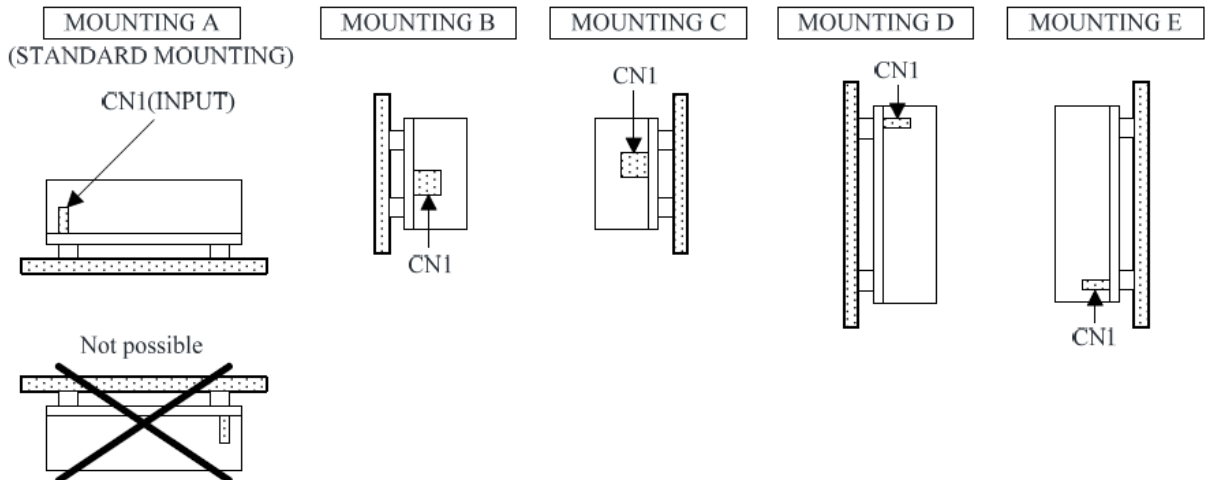 MOUNTING A
(STANDARD MOUNTING)
CN1(INPUT)
Not possible
MOUNTING B
CN1
MOUNTING C
CN1
MOUNTING D
CN1
MOUNTING E
CN1